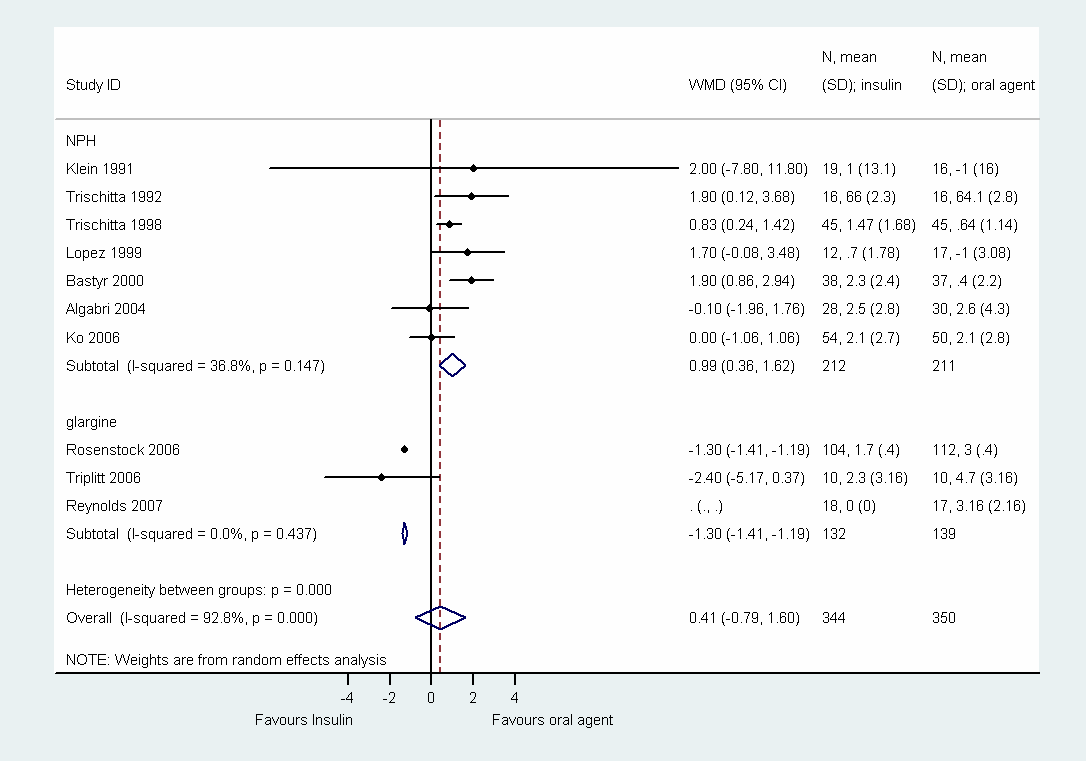 N, mean N, mean
Study ID WMD (95% CI) (SD); insulin (SD); oral agent
NPH
Klein 1991 2.00 (-7.80, 11.80) 19, 1 (13.1) 16, -1 (16)
Trischitta 1992 1.90 (0.12, 3.68) 16, 66 (2.3) 16, 64.1 (2.8)
Trischitta 1998 0.83 (0.24, 1.42) 45, 1.47 (1.68) 45, .64 (1.14)
Lopez 1999 1.70 (-0.08, 3.48) 12, .7 (1.78) 17, -1 (3.08)
Bastyr 2000 1.90 (0.86, 2.94) 38, 2.3 (2.4) 37, .4 (2.2)
Algabri 2004 -0.10 (-1.96, 1.76) 28, 2.5 (2.8) 30, 2.6 (4.3)
Ko 2006 0.00 (-1.06, 1.06) 54, 2.1 (2.7) 50, 2.1 (2.8)
Subtotal (I-squared = 36.8%, p = 0.147) 0.99 (0.36, 1.62) 212 211
glargine
Rosenstock 2006 -1.30 (-1.41, -1.19) 104, 1.7 (.4) 112, 3 (.4)
Triplitt 2006 -2.40 (-5.17, 0.37) 10, 2.3 (3.16) 10, 4.7 (3.16)
Reynolds 2007 . (., .) 18, 0 (0) 17, 3.16 (2.16)
Subtotal (I-squared = 0.0%, p = 0.437) -1.30 (-1.41, -1.19) 132 139
Heterogeneity between groups: p = 0.000
Overall (I-squared = 92.8%, p = 0.000) 0.41 (-0.79, 1.60) 344 350
NOTE: Weights are from random effects analysis
-4 -2 0 2 4
Favours Insulin Favours oral agent